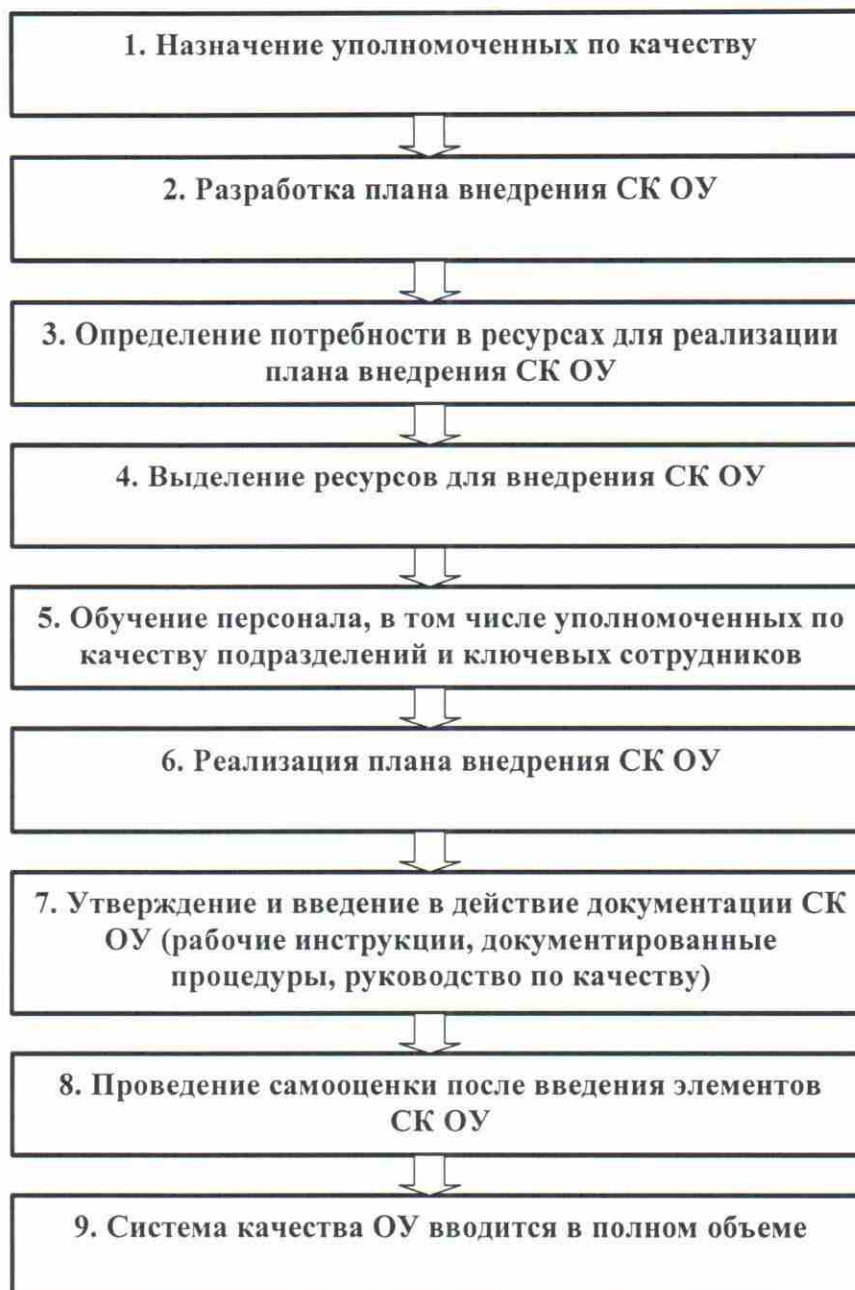 1. Назначение уполномоченных по качеству
2. Разработка плана внедрения СК ОУ
3. Определение потребности в ресурсах для реализации
плана внедрения СК ОУ
4. Выделение ресурсов для внедрения СК ОУ
5. Обучение персонала, в том числе уполномоченных по
качеству подразделений и ключевых сотрудников
6. Реализация плана внедрения СК ОУ
7. Утверждение и введение в действие документации СК
ОУ (рабочие инструкции, документированные
процедуры, руководство по качеству)
8. Проведение самооценки после введения элементов
СК ОУ
9. Система качества ОУ вводится в полном объеме